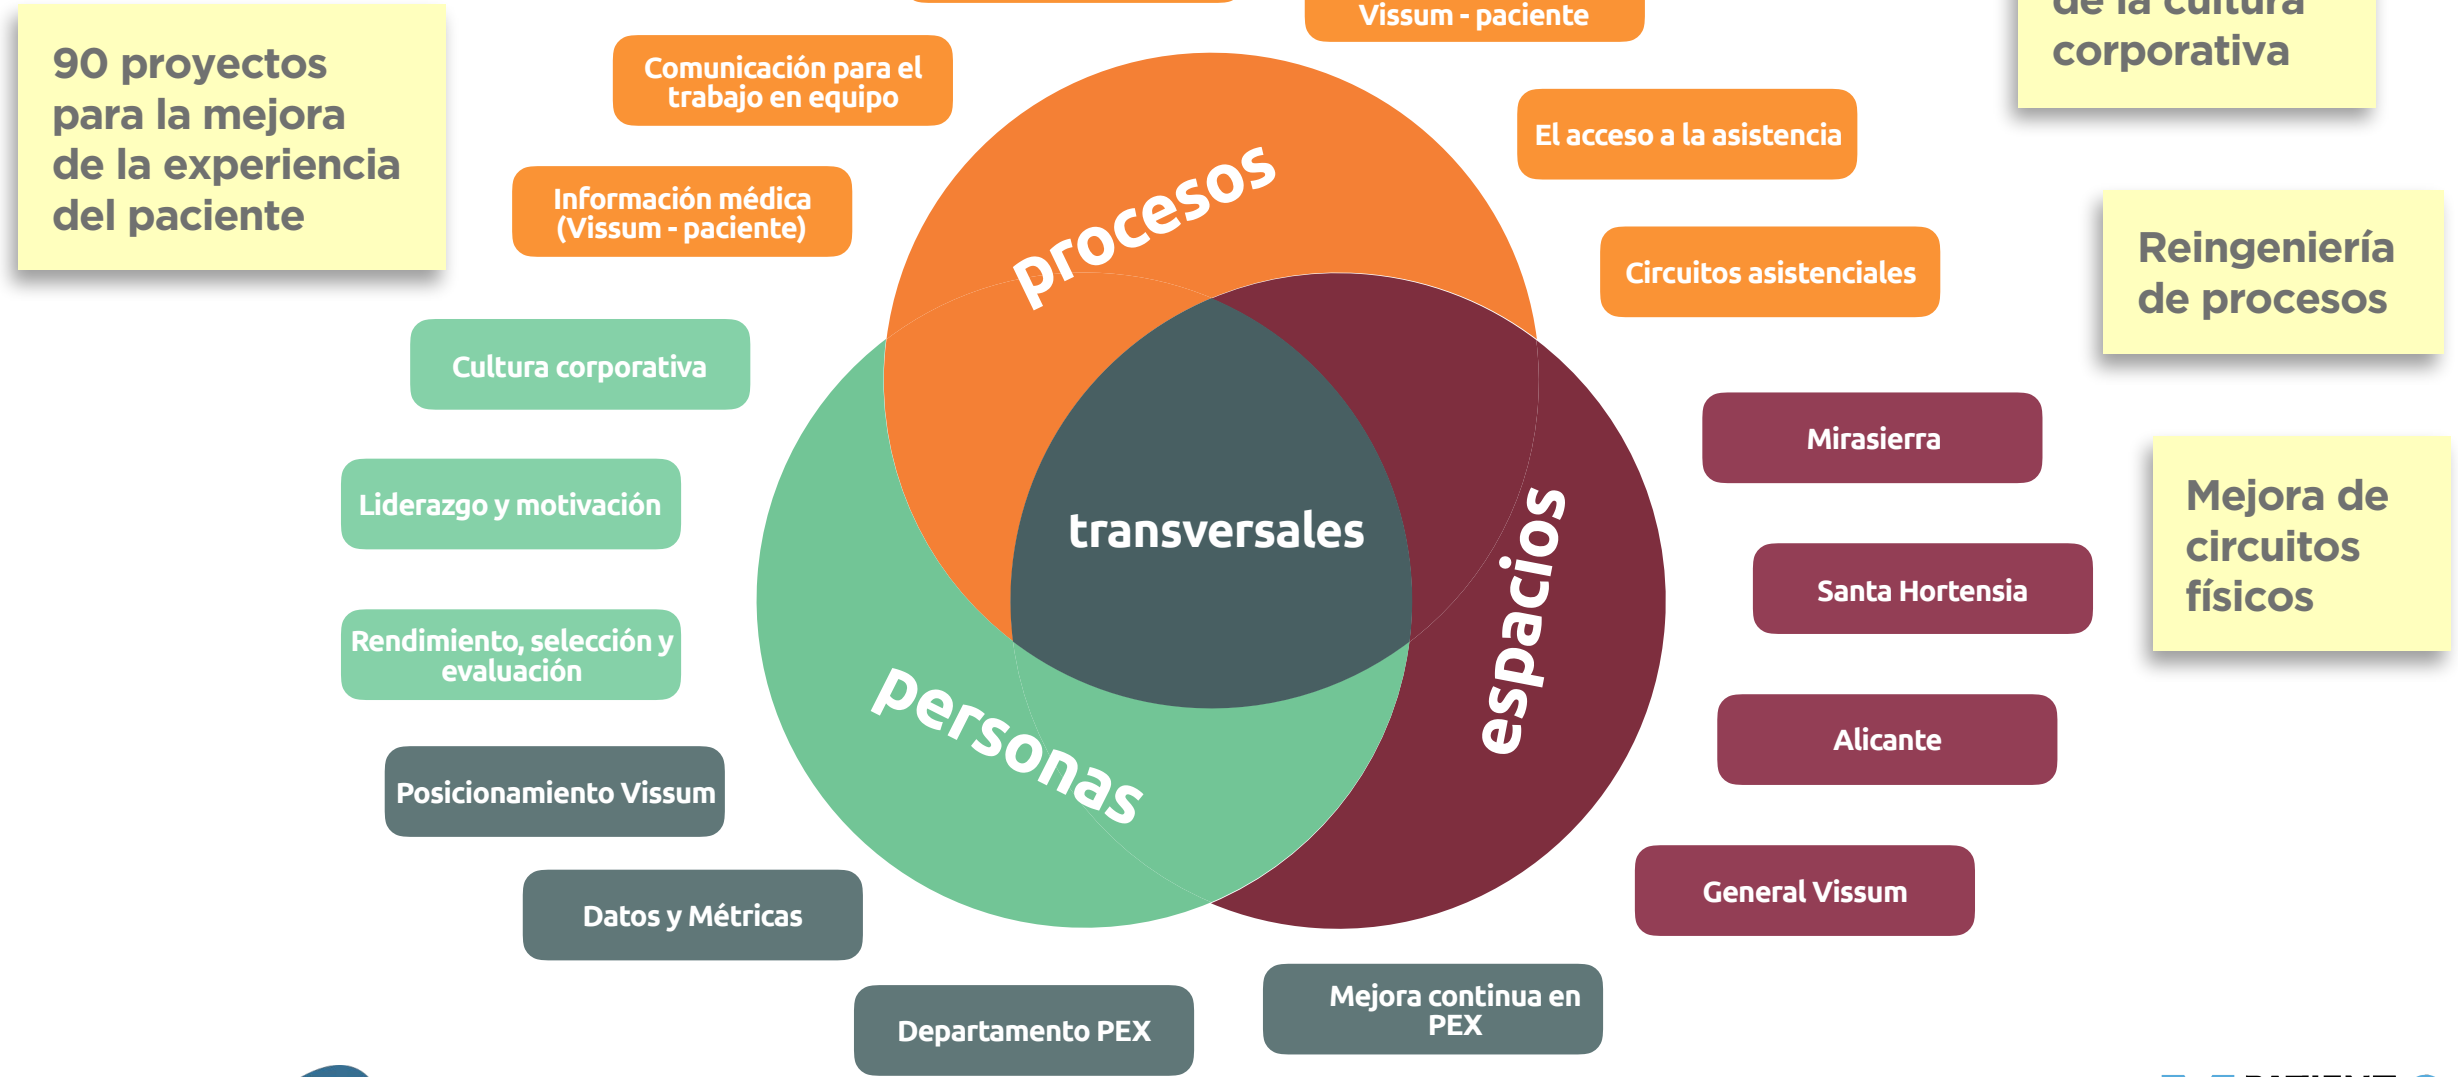 90 proyectos
para la mejora
de la experiencia
del paciente
Vissum - paciente
de la cultura
corporativa
Comunicación para el
trabajo en equipo
El acceso a la asistencia
Información médica
(Vissum - paciente)
Circuitos asistenciales
Reingeniería
de procesos
procesos
Cultura corporativa
Mirasierra
Liderazgo y motivación
Mejora de
circuitos
físicos
transversales
espacios
Santa Hortensia
Rendimiento, selección y
evaluación
personas
Alicante
Posicionamiento Vissum
General Vissum
Datos y Métricas
Mejora continua en
PEX
Departamento PEX